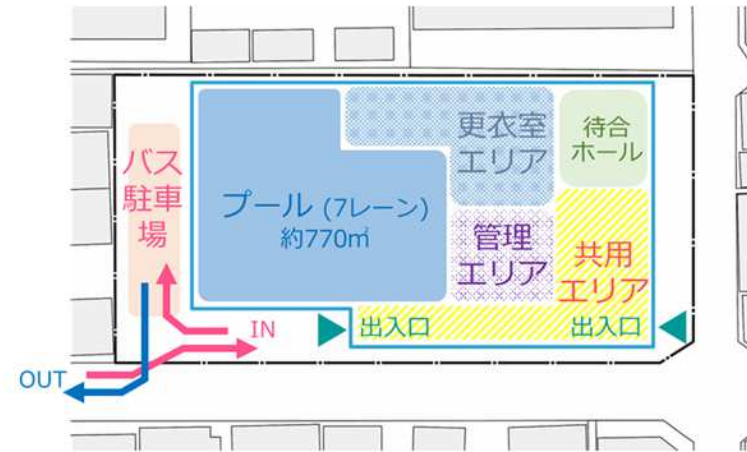 バス
駐車
場
プール (7レーン)
約770㎡
更衣室
エリア
待合
ホール
管理
エリア
共用
エリア
IN
出入口
出入口
OUT